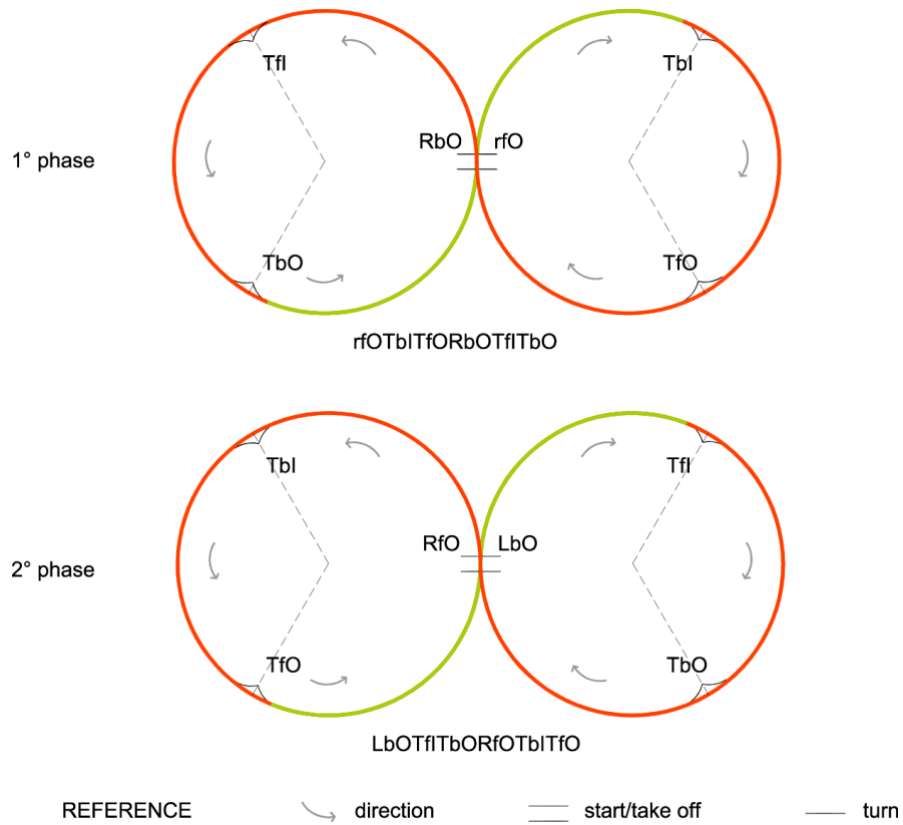 TfI
TbI
1° phase
RbO rfO
TbO
TfO
rfOTbITfORbOTfITbO
TbI
TfI
RfO LbO
2° phase
TfO
TbO
LbOTfITbORfOTbITfO
REFERENCE direction start/take off turn